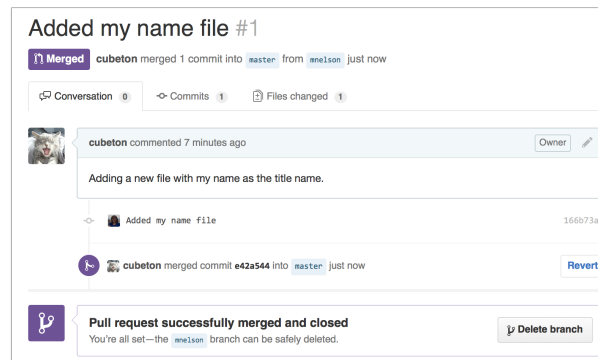 Added my name file #1
Merged cubeton merged 1 commit into master from mnelson just now
Conversation 0 Commits 1 Files changed 1
cubeton commented 7 minutes ago Owner
Adding a new file with my name as the title name.
Added my name file 166b73a
cubeton merged commit e42a544 into master just now Revert
Pull request successfully merged and closed
You're all set—the mnelson branch can be safely deleted.
Delete branch